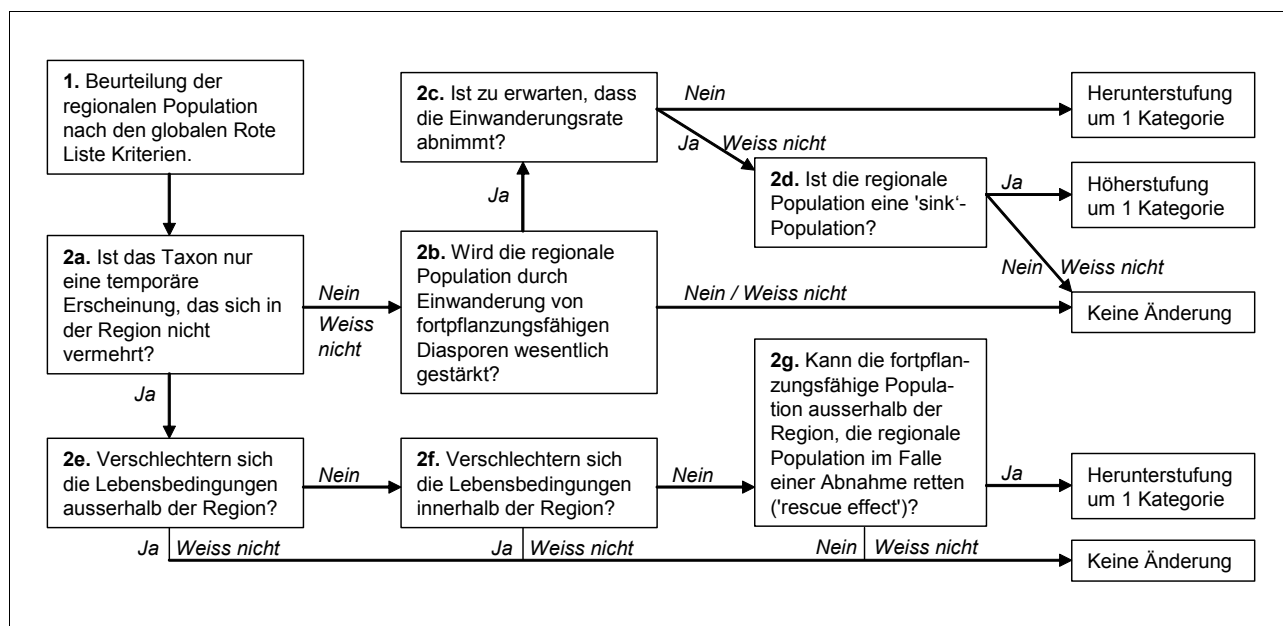 1. Beurteilung der
regionalen Population
nach den globalen Rote
Liste Kriterien.
2c. Ist zu erwarten, dass
die Einwanderungsrate
abnimmt?
Nein
Herunterstufung
um 1 Kategorie
Ja
Weiss nicht
2d. Ist die regionale
Population eine 'sink‘-
Population?
Ja
Höherstufung
um 1 Kategorie
Nein
Weiss nicht
Ja
2a. Ist das Taxon nur
eine temporäre
Erscheinung, das sich in
der Region nicht
vermehrt?
Nein
Weiss
nicht
2b. Wird die regionale
Population durch
Einwanderung von
fortpflanzungsfähigen
Diasporen wesentlich
gestärkt?
Nein / Weiss nicht
Keine Änderung
Ja
2e. Verschlechtern sich
die Lebensbedingungen
ausserhalb der Region?
Nein
2f. Verschlechtern sich
die Lebensbedingungen
innerhalb der Region?
Nein
2g. Kann die fortpflan-
zungsfähige Popula-
tion ausserhalb der
Region, die regionale
Population im Falle
einer Abnahme retten
('rescue effect')?
Ja
Herunterstufung
um 1 Kategorie
Ja
Weiss nicht
Ja
Weiss nicht
Nein
Weiss nicht
Keine Änderung